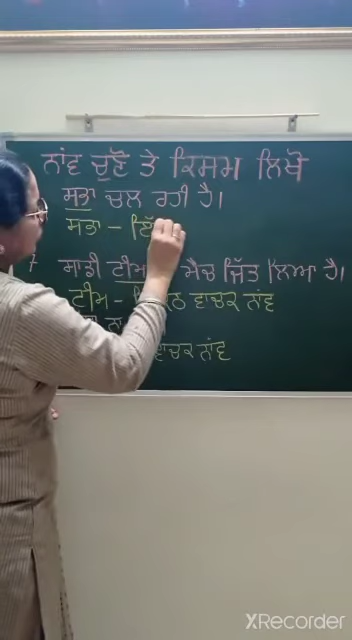 ਨਾਂਵ ਚੁਣੋ ਤੇ ਕਿਸਮ ਲਿਖੋ
ਸਭਾ ਚਲ ਰਹੀ ਹੈ।
ਸਭਾ - ਇੱ
ਸਾਡੀ ਟੀਮ ਮੈਚ ਜਿੱਤ ਲਿਆ ਹੈ।
ਟੀਮ - ਵਾਚਕ ਨਾਂਵ
ਵਾਚਕ ਨਾਂਵ
XRecorder